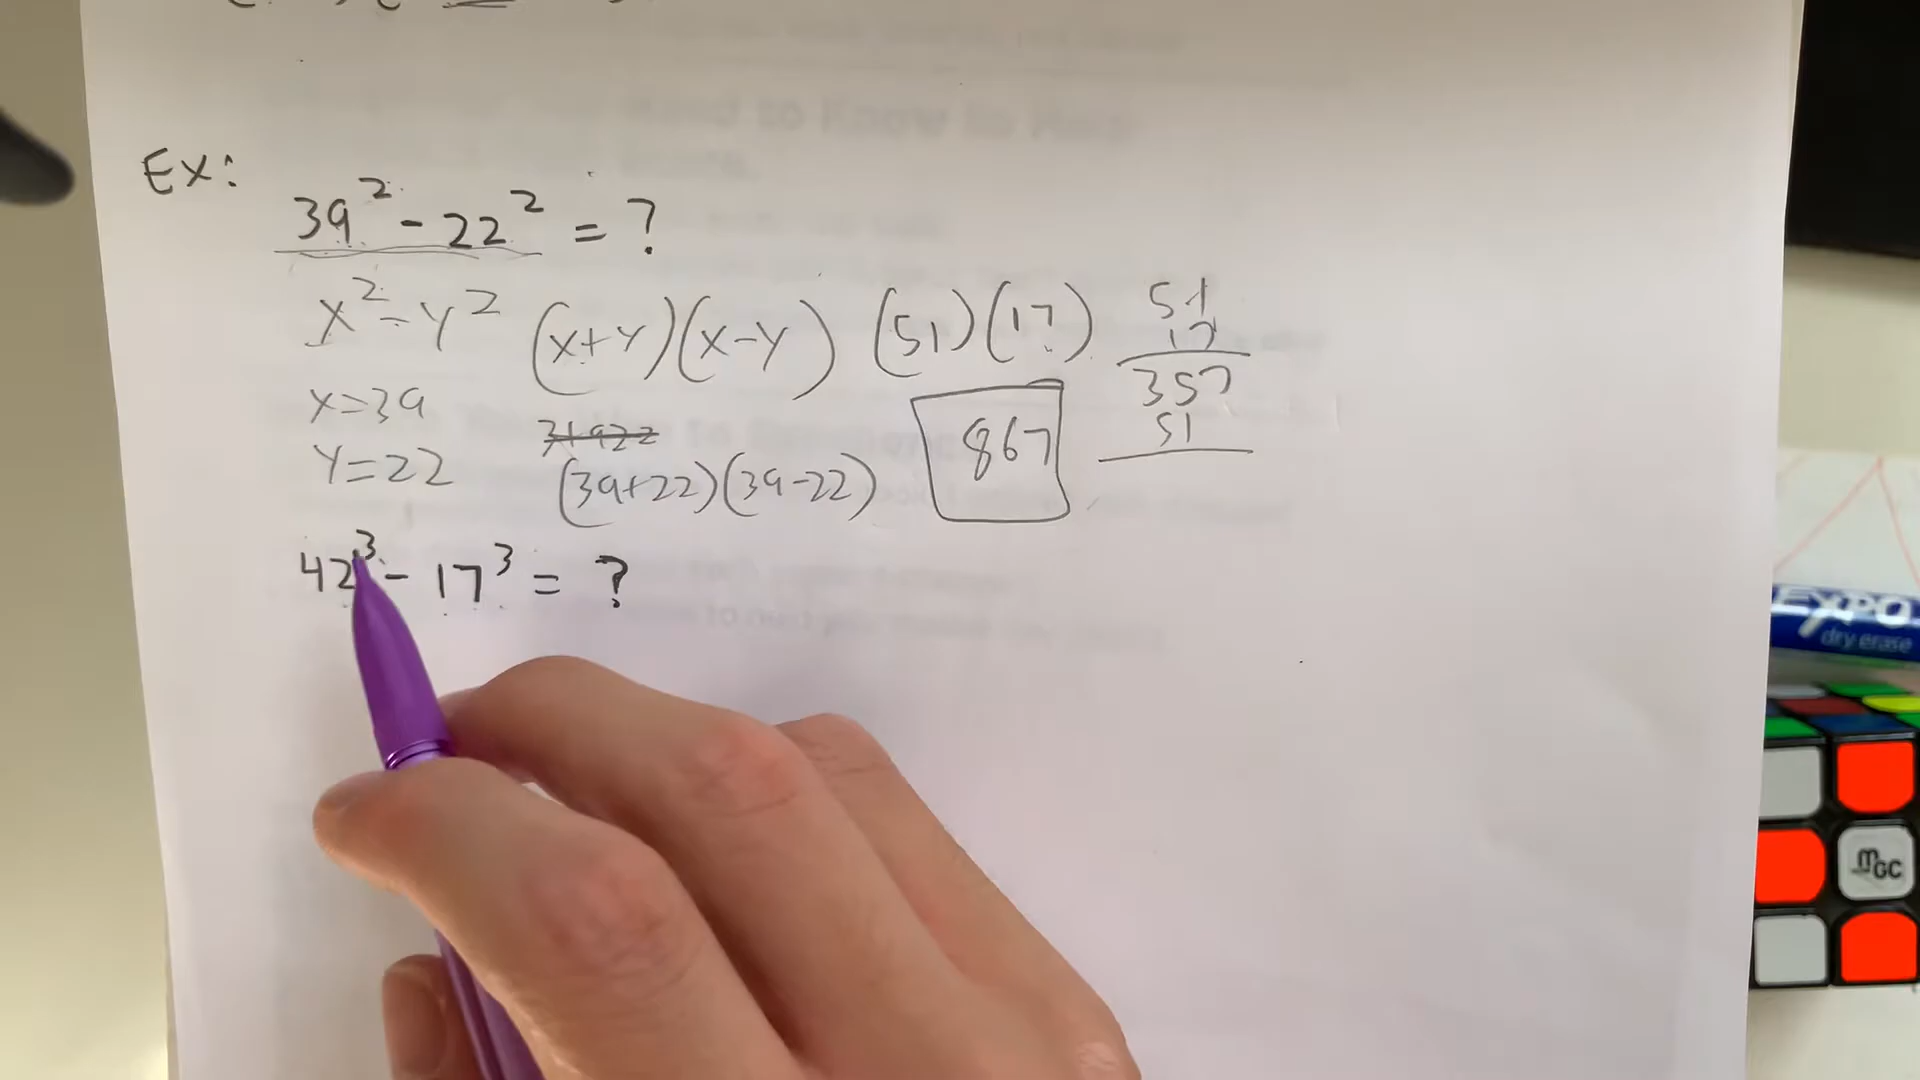 Ex:
39² - 22² = ?
x² - y² (x+y)(x-y) (51)(17)
51
17
357
51
x=39
y=22
(39+22)(39-22)
867
42³ - 17³ = ?
EXPO
dry erase
MGC